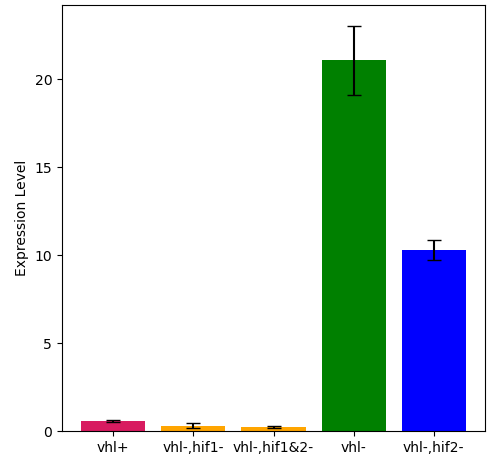 20
15
10
5
0
Expression Level
vhl+
vhl-,hif1-
vhl-,hif1&2-
vhl-
vhl-,hif2-